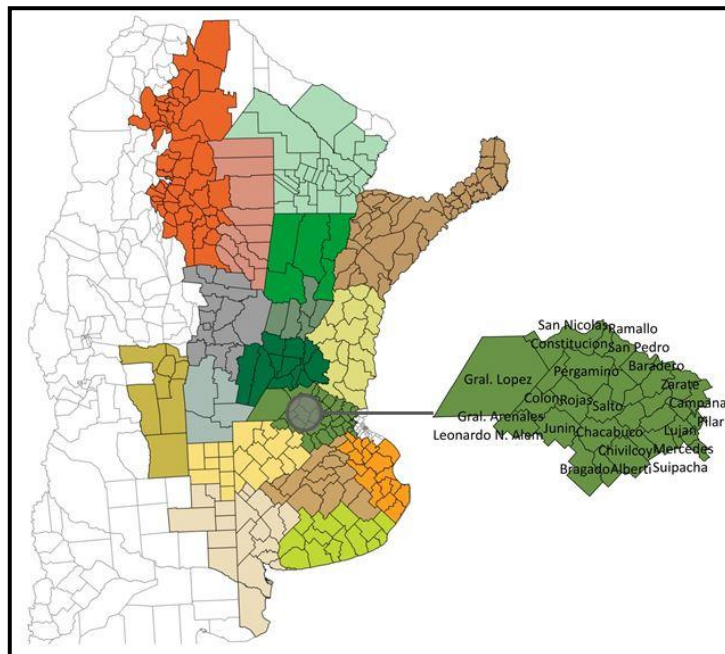 San Nicolas Ramallo
Constitucion San Pedro
Baradero
Pergamino
Zarate
Gral. Lopez
Campana
Colon Rojas
Salto
Pilar
Gral. Arenales
Junin
Chacabuco
Lujan
Leonardo N. Alem
Chivilcoy
Mercedes
Bragado Alberti Suipacha